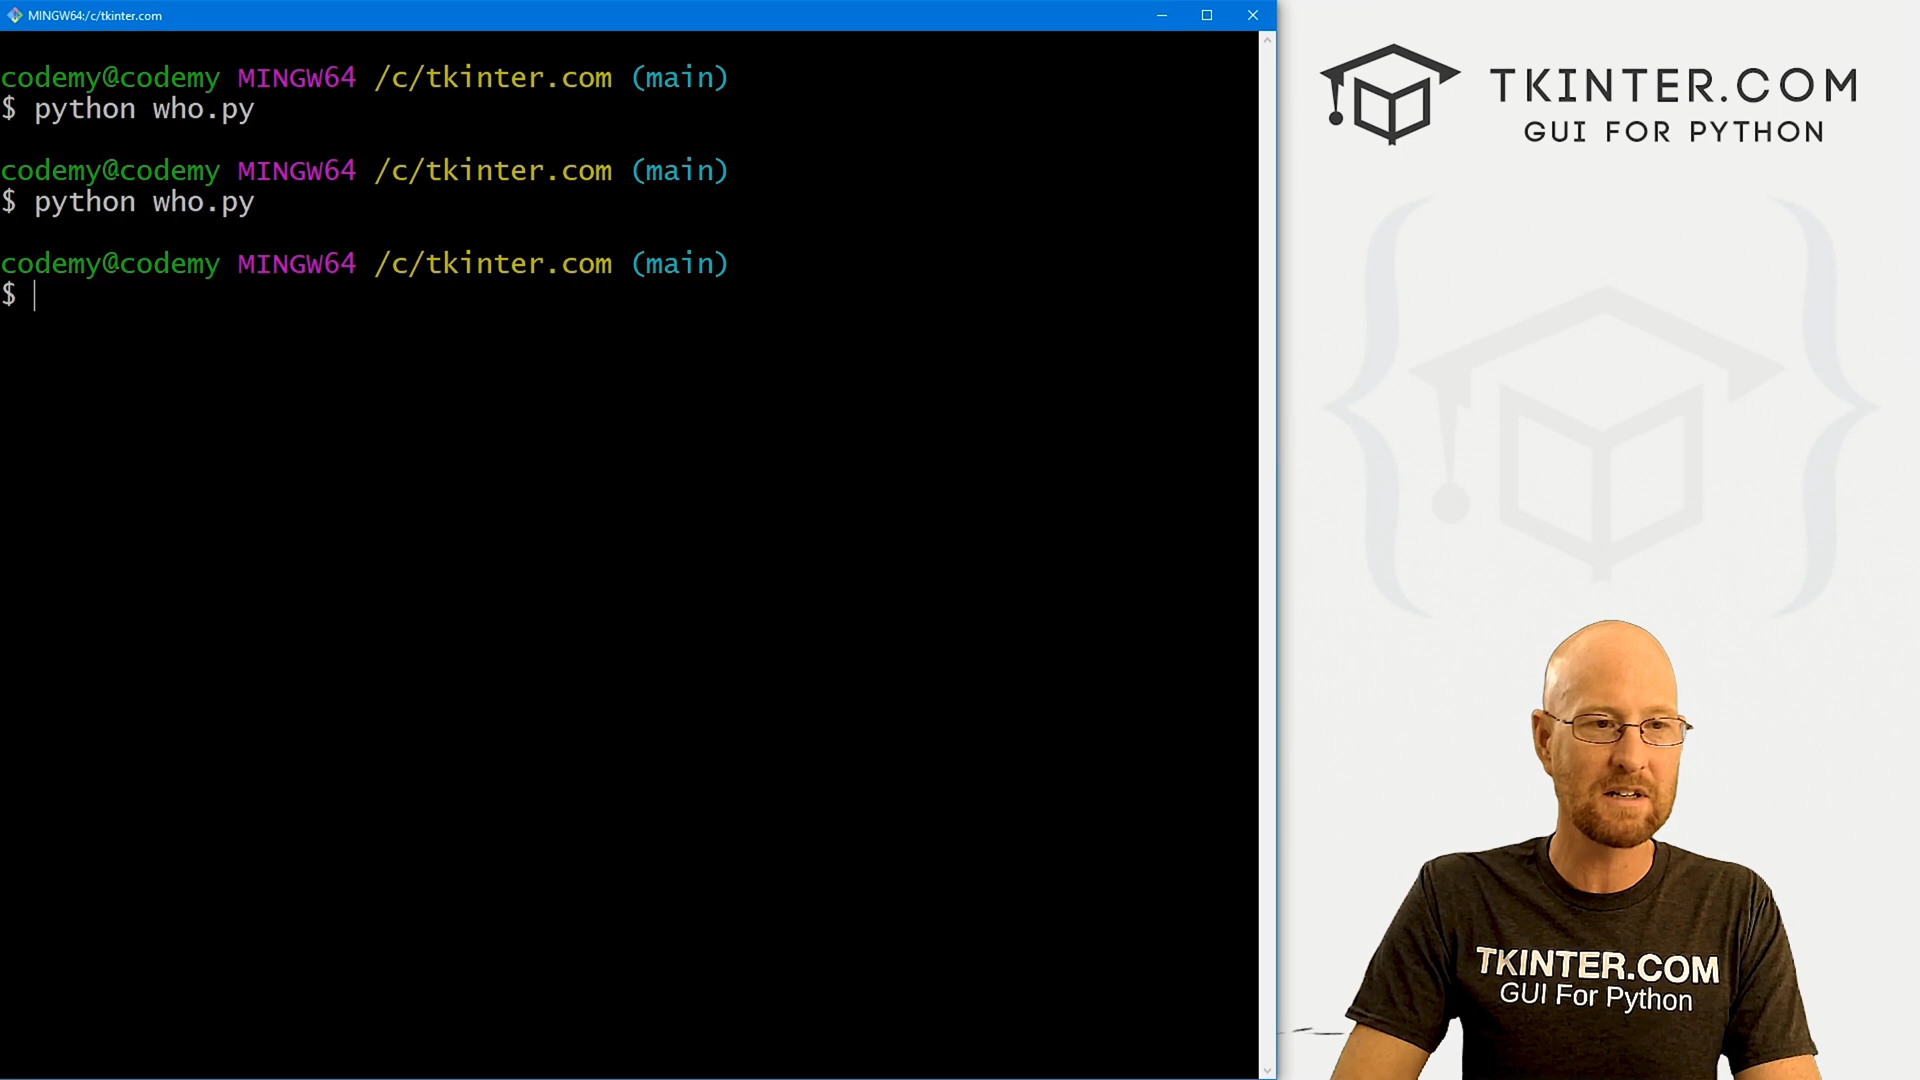 MINGW64:/c/tkinter.com
codemy@codemy MINGW64 /c/tkinter.com (main)
$ python who.py
codemy@codemy MINGW64 /c/tkinter.com (main)
$ python who.py
codemy@codemy MINGW64 /c/tkinter.com (main)
$
TKINTER.COM
GUI FOR PYTHON
TKINTER.COM
GUI For Python